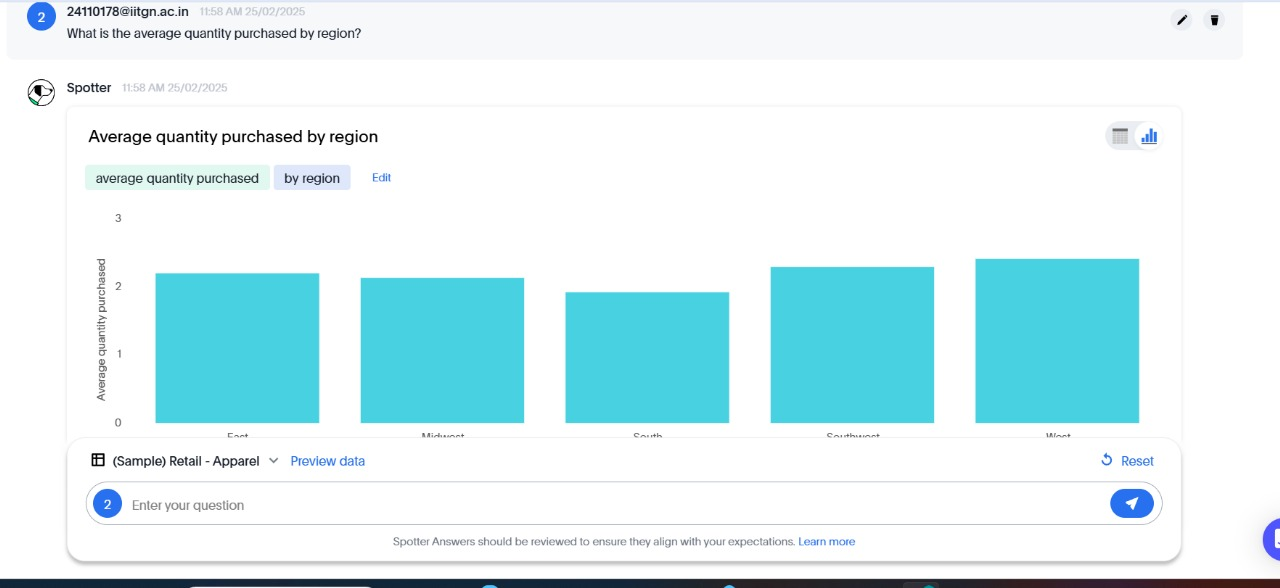 2
24110178@iitgn.ac.in 11:58 AM 25/02/2025
What is the average quantity purchased by region?
Spotter 11:58 AM 25/02/2025
Average quantity purchased by region
average quantity purchased by region Edit
3
2
1
0
Average quantity purchased
East Midwest South Southwest West
(Sample) Retail - Apparel Preview data Reset
2 Enter your question
Spotter Answers should be reviewed to ensure they align with your expectations. Learn more